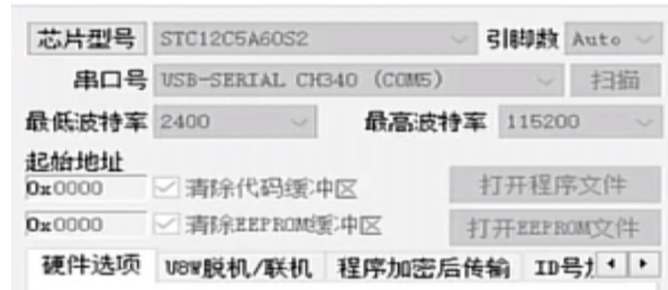 芯片型号 STC12C5A60S2 引脚数 Auto
串口号 USB-SERIAL CH340 (COM5) 扫描
最低波特率 2400 最高波特率 115200
起始地址
0x0000 清除代码缓冲区 打开程序文件
0x0000 清除EEPROM缓冲区 打开EEPROM文件
硬件选项 U8W脱机/联机 程序加密后传输 ID号